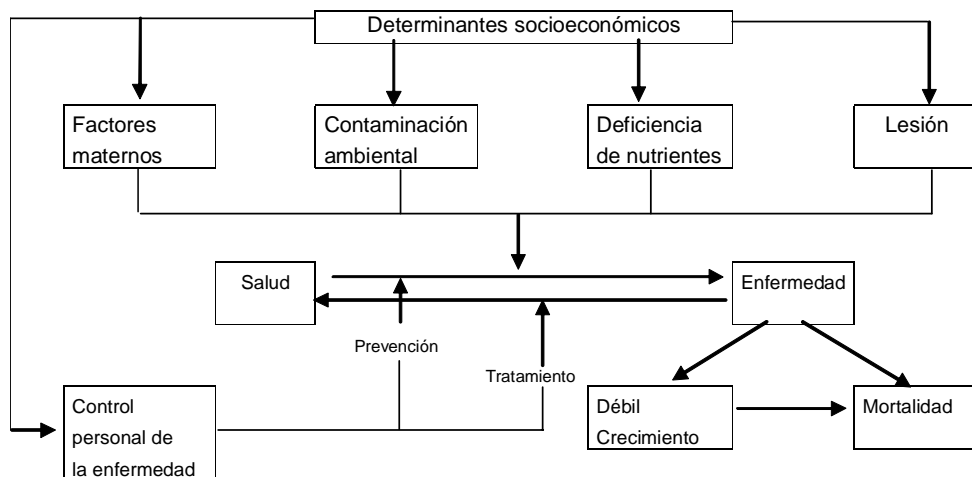 Determinantes socioeconómicos
Factores
maternos
Contaminación
ambiental
Deficiencia
de nutrientes
Lesión
Salud
Enfermedad
Prevención
Tratamiento
Control
personal de
la enfermedad
Débil
Crecimiento
Mortalidad